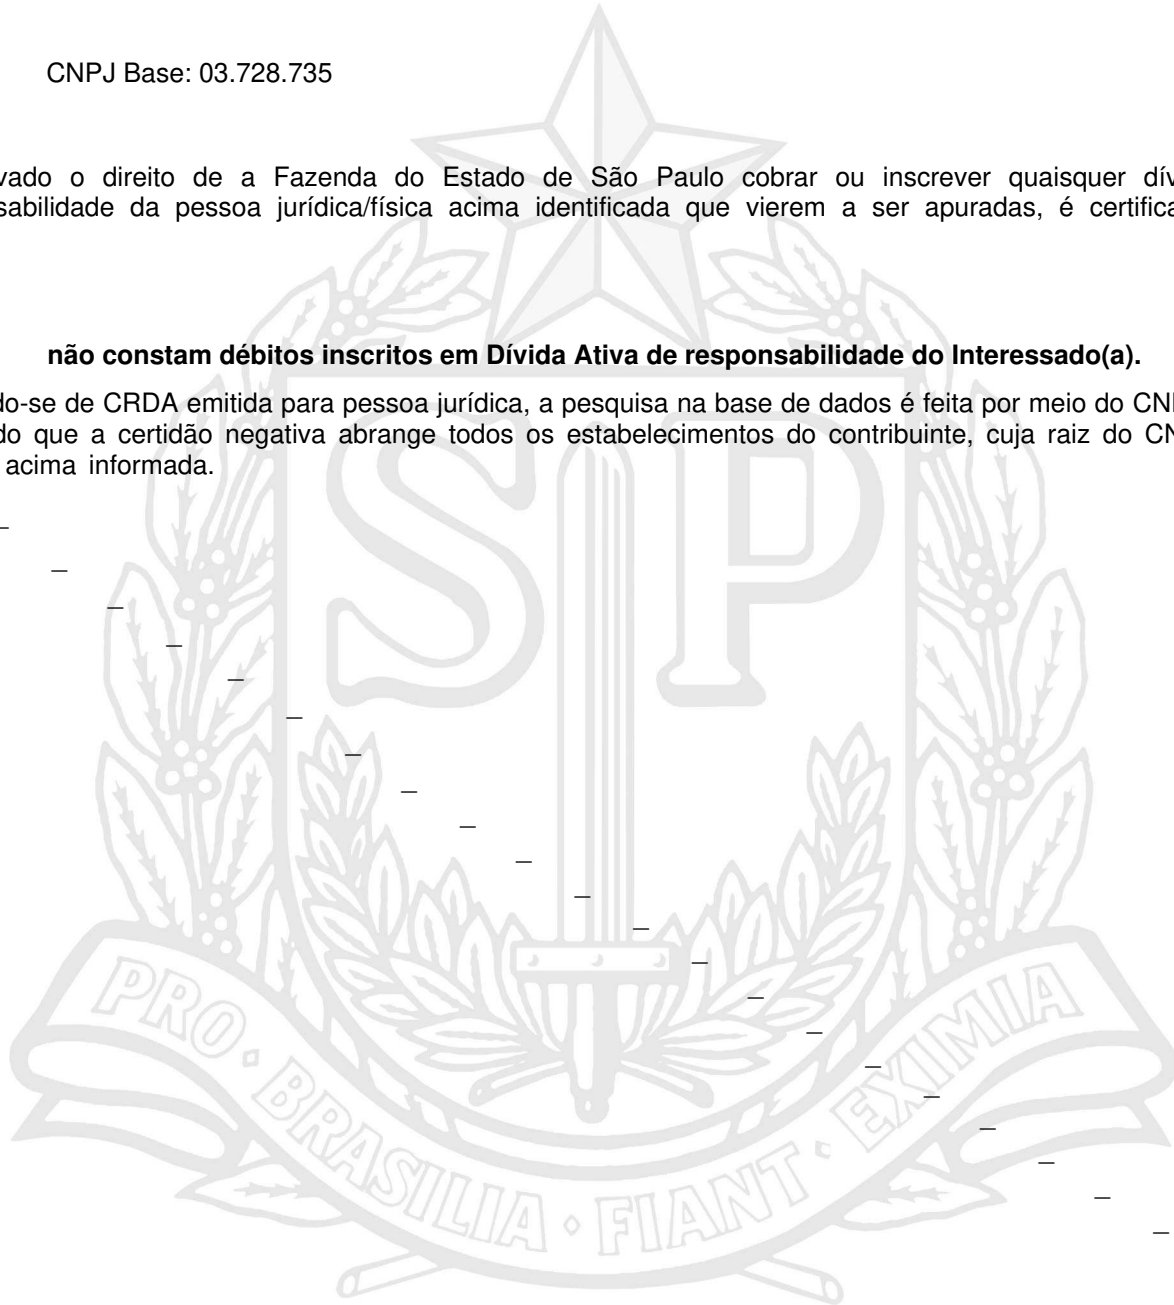 CNPJ Base: 03.728.735
vado o direito de a Fazenda do Estado de São Paulo cobrar ou inscrever quaisquer dív
sabilidade da pessoa jurídica/física acima identificada que vierem a ser apuradas, é certifica
não constam débitos inscritos em Dívida Ativa de responsabilidade do Interessado(a).
do-se de CRDA emitida para pessoa jurídica, a pesquisa na base de dados é feita por meio do CN
do que a certidão negativa abrange todos os estabelecimentos do contribuinte, cuja raiz do CN
acima informada.
SP
PRO BRASILIA FIANT EXIMIA